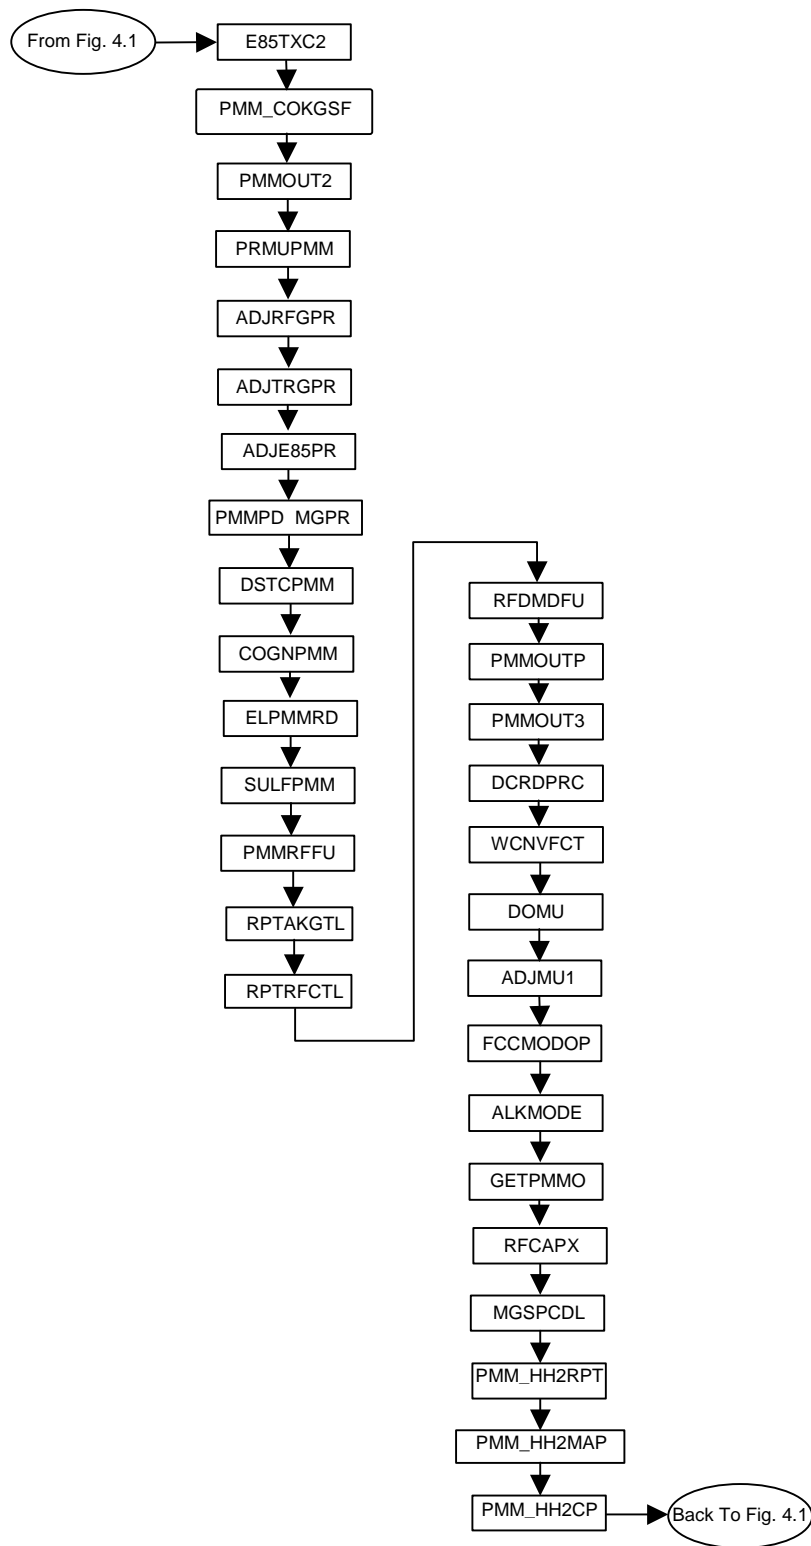 From Fig. 4.1
E85TXC2
PMM_COKGSF
PMMOUT2
PRMUPMM
ADJRFGPR
ADJTRGPR
ADJE85PR
PMMPD MGPR
DSTCPMM
COGNPMM
ELPMMRD
SULFPMM
PMMRFFU
RPTAKGTL
RPTRFCTL
RFDMDFU
PMMOUTP
PMMOUT3
DCRDPRC
WCNVFCT
DOMU
ADJMU1
FCCMODOP
ALKMODE
GETPMMO
RFCAPX
MGSPCDL
PMM_HH2RPT
PMM_HH2MAP
PMM_HH2CP
Back To Fig. 4.1